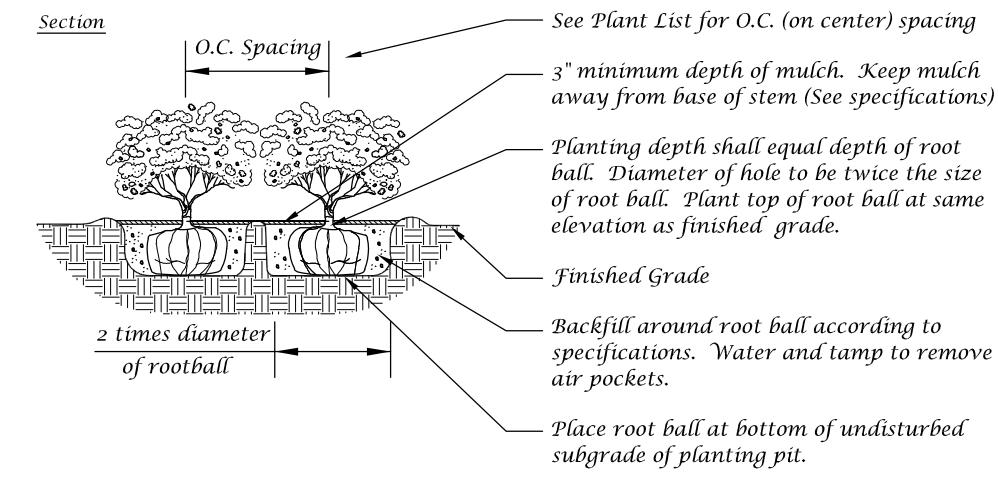 Section
O.C. Spacing
See Plant List for O.C. (on center) spacing
3" minimum depth of mulch.  Keep mulch
away from base of stem (See specifications)
Planting depth shall equal depth of root
ball.  Diameter of hole to be twice the size
of root ball.  Plant top of root ball at same
elevation as finished  grade.
Finished Grade
Backfill around root ball according to
specifications.  Water and tamp to remove
air pockets.
Place root ball at bottom of undisturbed
subgrade of planting pit.
2 times diameter
of rootball